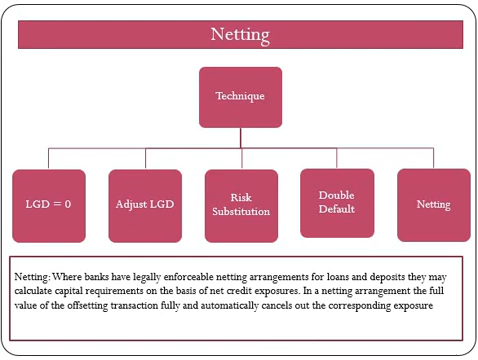 Netting
Technique
LGD = 0
Adjust LGD
Risk
Substitution
Double
Default
Netting
Netting: Where banks have legally enforceable netting arrangements for loans and deposits they may
calculate capital requirements on the basis of net credit exposures. In a netting arrangement the full
value of the offsetting transaction fully and automatically cancels out the corresponding exposure